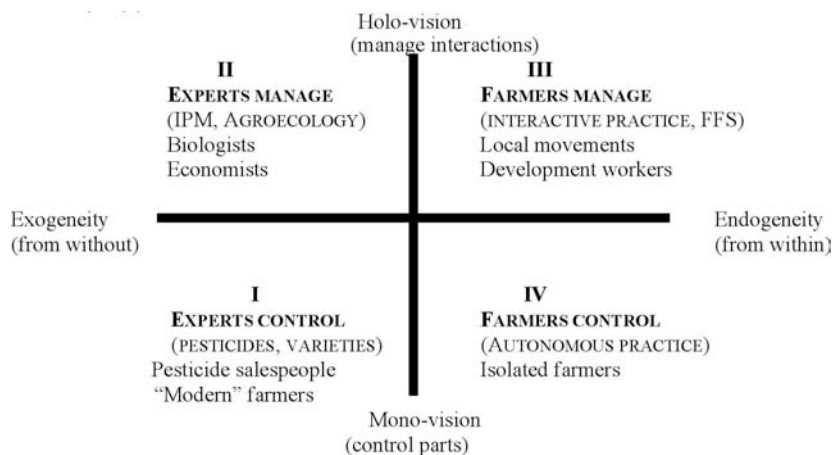 Holo-vision
(manage interactions)
II
EXPERTS MANAGE
(IPM, AGROECOLOGY)
Biologists
Economists
III
FARMERS MANAGE
(INTERACTIVE PRACTICE, FFS)
Local movements
Development workers
Exogeneity
(from without)
Endogeneity
(from within)
I
EXPERTS CONTROL
(PESTICIDES, VARIETIES)
Pesticide salespeople
“Modern” farmers
IV
FARMERS CONTROL
(AUTONOMOUS PRACTICE)
Isolated farmers
Mono-vision
(control parts)